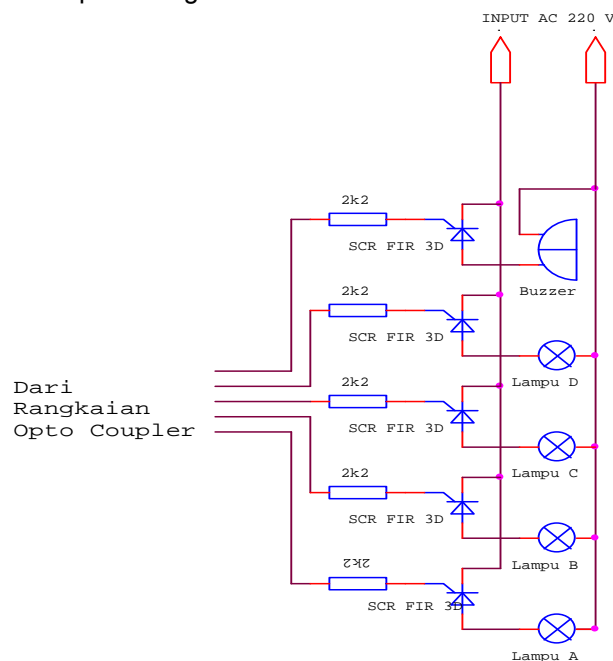 INPUT AC 220 V
2k2
SCR FIR 3D
Buzzer
2k2
SCR FIR 3D
Lampu D
Dari
Rangkaian
Opto Coupler
2k2
SCR FIR 3D
Lampu C
2k2
SCR FIR 3D
Lampu B
2k2
SCR FIR 3D
Lampu A